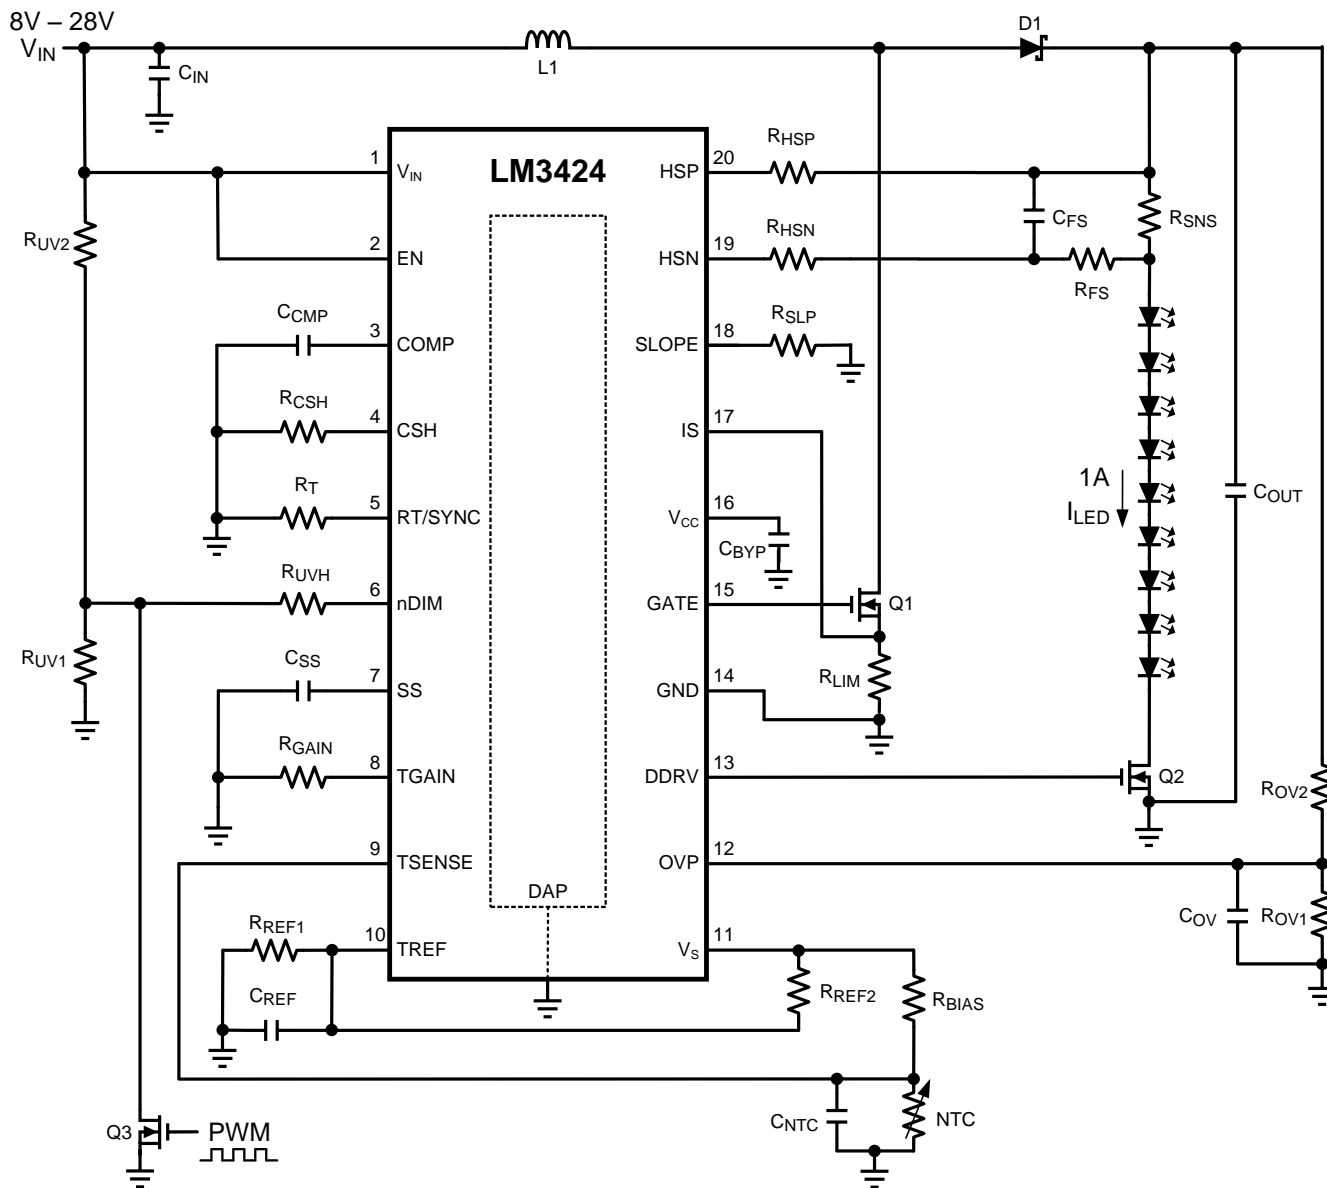 8V – 28V
VIN
CIN
L1
D1
LM3424
1
VIN
2
EN
3
COMP
4
CSH
5
RT/SYNC
6
nDIM
7
SS
8
TGAIN
9
TSENSE
10
TREF
20
HSP
19
HSN
18
SLOPE
17
IS
16
VCC
15
GATE
14
GND
13
DDRV
12
OVP
11
VS
DAP
RUV2
CCMP
RCSH
RT
RUVH
RUV1
CSS
RGAIN
RREF1
CREF
Q3
PWM
RHSP
RHSN
RSLP
CBYP
Q1
RLIM
CFS
RFS
RSNS
1A
ILED
COUT
Q2
ROV2
COV
ROV1
RREF2
RBIAS
CNTC
NTC